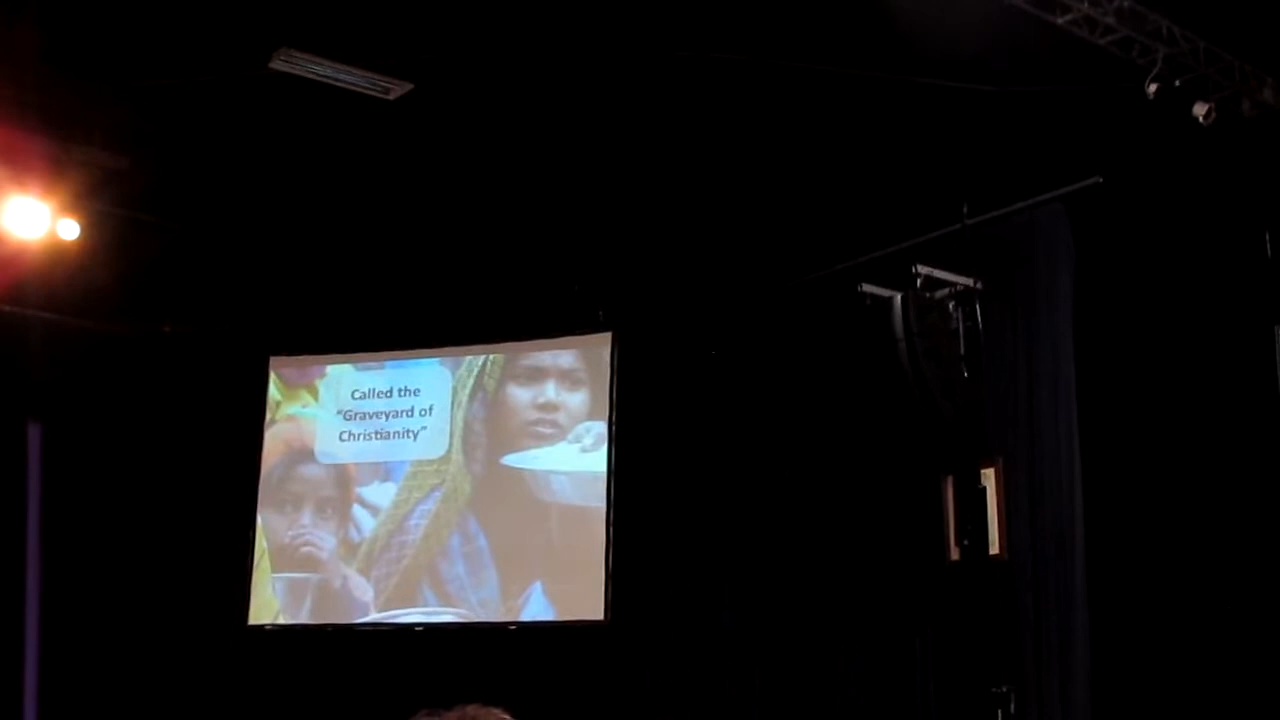 Called the
“Graveyard of
Christianity”